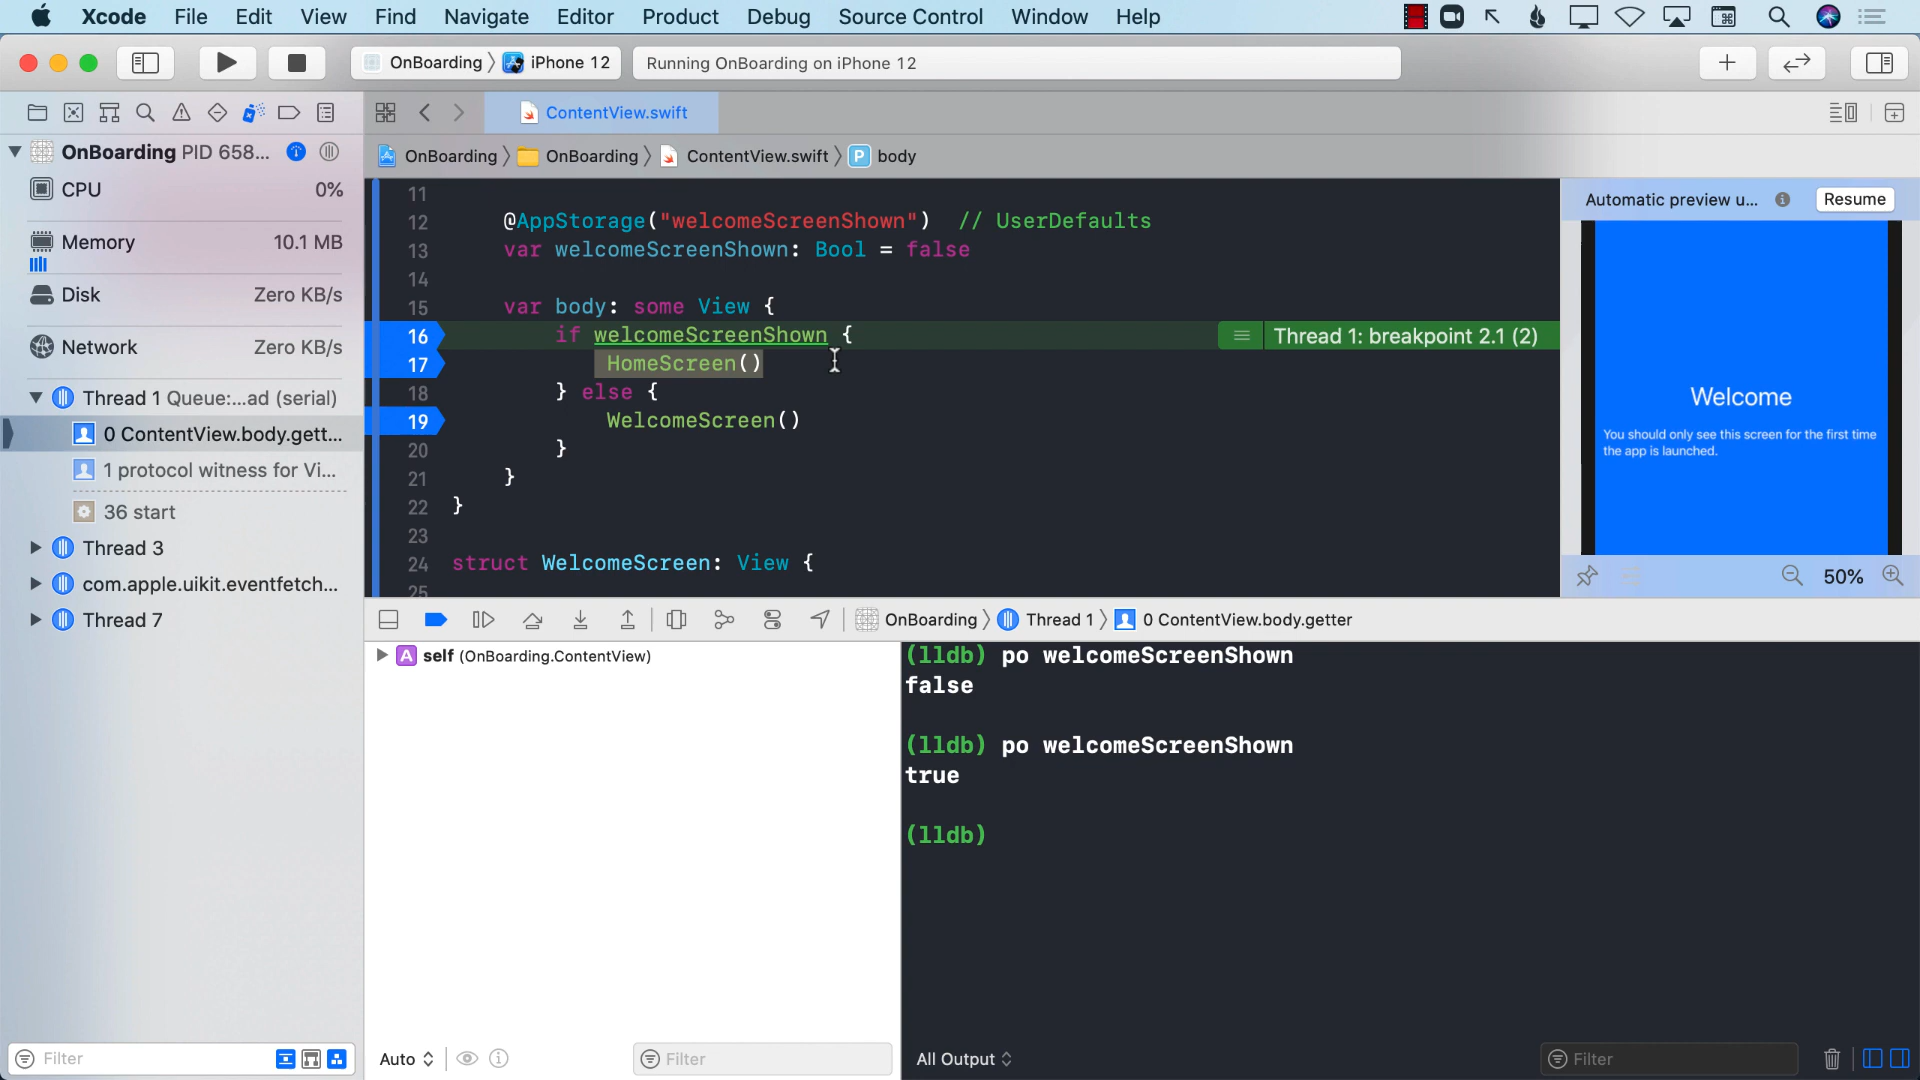 Xcode File Edit View Find Navigate Editor Product Debug Source Control Window Help
OnBoarding iPhone 12
Running OnBoarding on iPhone 12
ContentView.swift
OnBoarding PID 658...
OnBoarding OnBoarding ContentView.swift P body
CPU 0%
Memory 10.1 MB
Disk Zero KB/s
Network Zero KB/s
Thread 1 Queue:...ad (serial)
0 ContentView.body.gett...
1 protocol witness for Vi...
36 start
Thread 3
com.apple.uikit.eventfetch...
Thread 7
11
12 @AppStorage("welcomeScreenShown") // UserDefaults
13 var welcomeScreenShown: Bool = false
14
15 var body: some View {
16 if welcomeScreenShown { Thread 1: breakpoint 2.1 (2)
17 HomeScreen()
18 } else {
19 WelcomeScreen()
20 }
21 }
22 }
23
24 struct WelcomeScreen: View {
25
Automatic preview u... Resume
Welcome
You should only see this screen for the first time
the app is launched.
50%
OnBoarding Thread 1 0 ContentView.body.getter
A self (OnBoarding.ContentView)
(lldb) po welcomeScreenShown
false
(lldb) po welcomeScreenShown
true
(lldb)
Filter
Auto Filter
All Output Filter